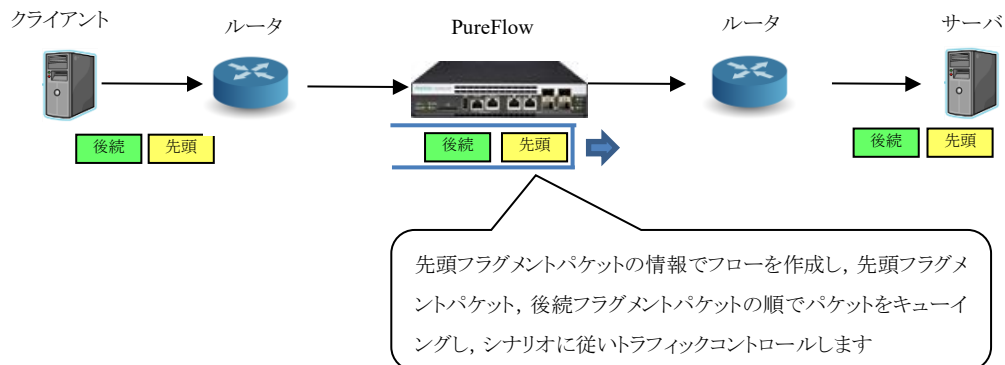 クライアント
ルータ
PureFlow
ルータ
サーバ
後続
先頭
後続
先頭
後続
先頭
先頭フラグメントパケットの情報でフローを作成し，先頭フラグメ
ントパケット，後続フラグメントパケットの順でパケットをキューイ
ングし，シナリオに従いトラフィックコントロールします